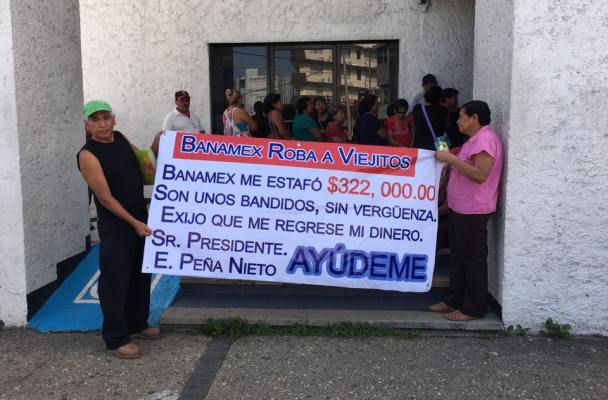 BANAMEX ROBA A VIEJITOS
BANAMEX ME ESTAFÓ $322, 000.00
SON UNOS BANDIDOS, SIN VERGÜENZA.
EXIJO QUE ME REGRESE MI DINERO.
SR. PRESIDENTE.
E. PEÑA NIETO AYÚDEME